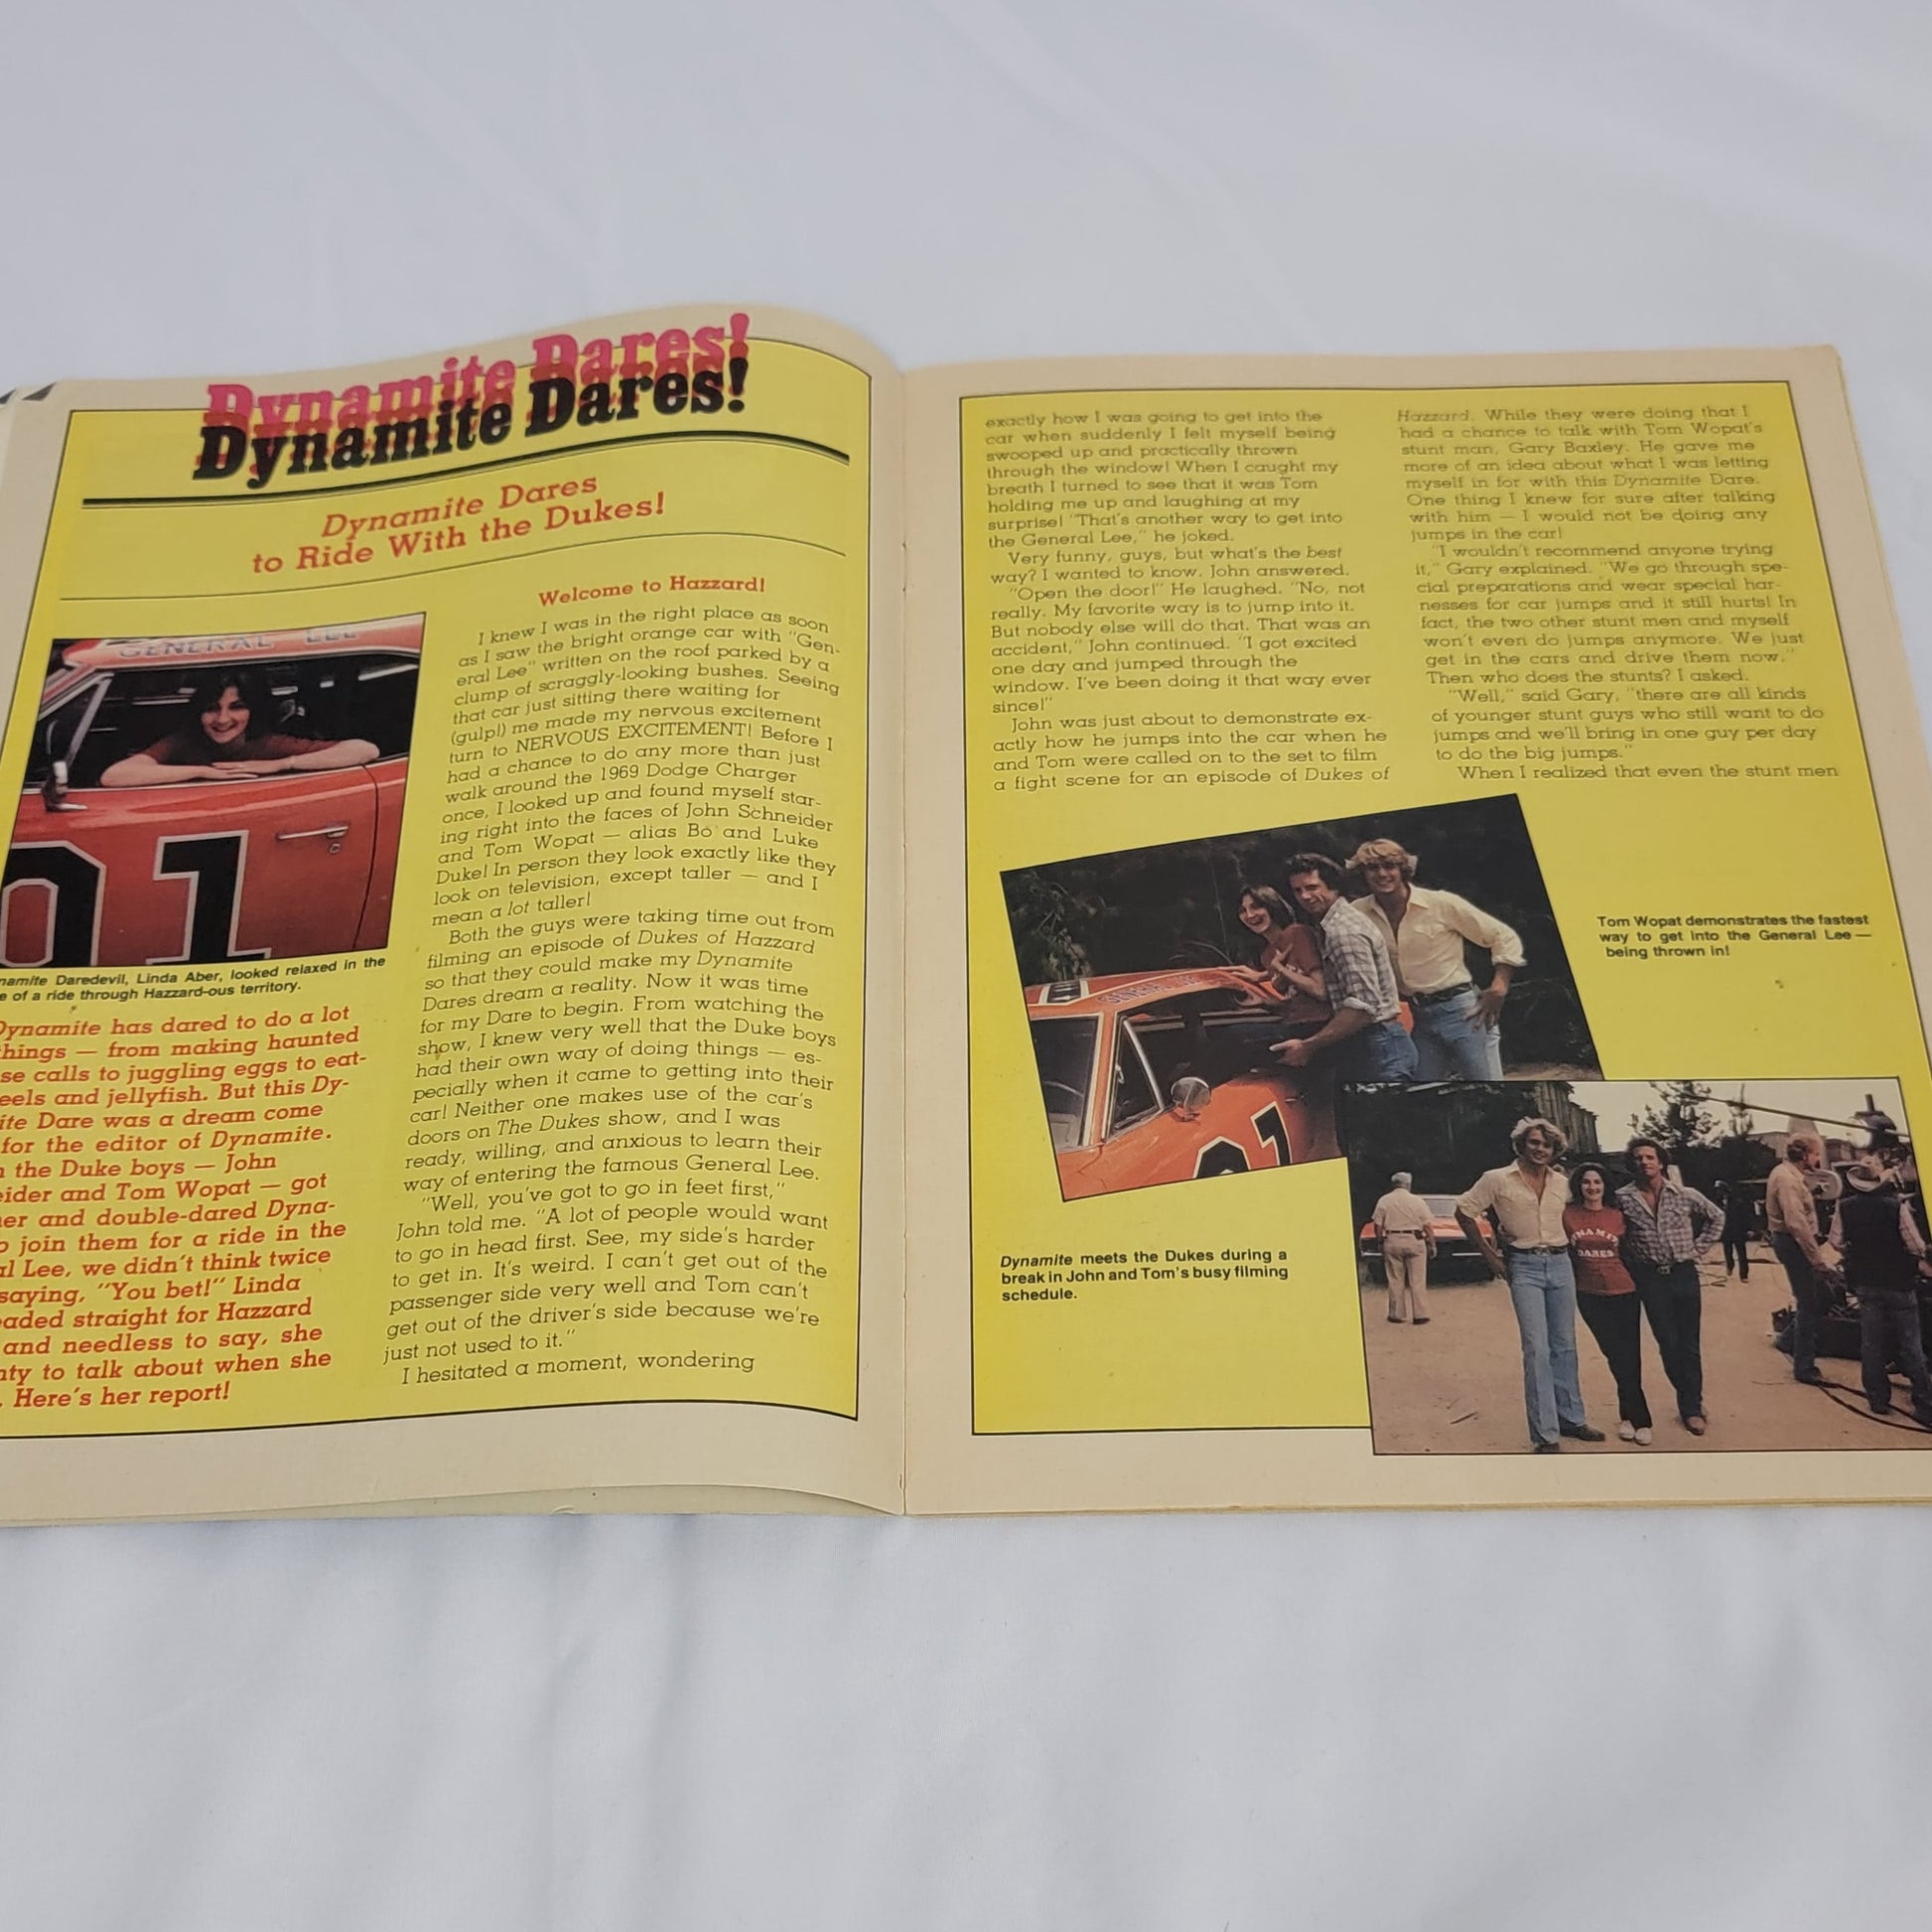 Dynamite Dares!
Dynamite Dares!
Dynamite Dares
to Ride With the Dukes!
GENERAL LEE
01
namite Daredevil, Linda Aber, looked relaxed in the
e of a ride through Hazzard-ous territory.
Dynamite has dared to do a lot
hings — from making haunted
se calls to juggling eggs to eat-
eels and jellyfish. But this Dy-
ite Dare was a dream come
for the editor of Dynamite.
n the Duke boys — John
eider and Tom Wopat — got
her and double-dared Dyna-
o join them for a ride in the
al Lee, we didn't think twice
saying, "You bet!" Linda
eaded straight for Hazzard
and needless to say, she
nty to talk about when she
. Here's her report!
Welcome to Hazzard!
I knew I was in the right place as soon
as I saw the bright orange car with "Gen-
eral Lee" written on the roof parked by a
clump of scraggly-looking bushes. Seeing
that car just sitting there waiting for
(gulp!) me made my nervous excitement
turn to NERVOUS EXCITEMENT! Before I
had a chance to do any more than just
walk around the 1969 Dodge Charger
once, I looked up and found myself star-
ing right into the faces of John Schneider
and Tom Wopat — alias Bo and Luke
Duke! In person they look exactly like they
look on television, except taller — and I
mean a lot taller!
Both the guys were taking time out from
filming an episode of Dukes of Hazzard
so that they could make my Dynamite
Dares dream a reality. Now it was time
for my Dare to begin. From watching the
show, I knew very well that the Duke boys
had their own way of doing things — es-
pecially when it came to getting into their
car! Neither one makes use of the car's
doors on The Dukes show, and I was
ready, willing, and anxious to learn their
way of entering the famous General Lee.
"Well, you've got to go in feet first,"
John told me. "A lot of people would want
to go in head first. See, my side's harder
to get in. It's weird. I can't get out of the
passenger side very well and Tom can't
get out of the driver's side because we're
just not used to it."
I hesitated a moment, wondering
exactly how I was going to get into the
car when suddenly I felt myself being
swooped up and practically thrown
through the window! When I caught my
breath I turned to see that it was Tom
holding me up and laughing at my
surprise! "That's another way to get into
the General Lee," he joked.
Very funny, guys, but what's the best
way? I wanted to know. John answered.
"Open the door!" He laughed. "No, not
really. My favorite way is to jump into it.
But nobody else will do that. That was an
accident," John continued. "I got excited
one day and jumped through the
window. I've been doing it that way ever
since!"
John was just about to demonstrate ex-
actly how he jumps into the car when he
and Tom were called on to the set to film
a fight scene for an episode of Dukes of
Hazzard. While they were doing that I
had a chance to talk with Tom Wopat's
stunt man, Gary Baxley. He gave me
more of an idea about what I was letting
myself in for with this Dynamite Dare.
One thing I knew for sure after talking
with him — I would not be doing any
jumps in the car!
"I wouldn't recommend anyone trying
it," Gary explained. "We go through spe-
cial preparations and wear special har-
nesses for car jumps and it still hurts! In
fact, the two other stunt men and myself
won't even do jumps anymore. We just
get in the cars and drive them now."
Then who does the stunts? I asked.
"Well," said Gary, "there are all kinds
of younger stunt guys who still want to do
jumps and we'll bring in one guy per day
to do the big jumps."
When I realized that even the stunt men
GENERAL LEE
01
Tom Wopat demonstrates the fastest
way to get into the General Lee —
being thrown in!
Dynamite meets the Dukes during a
break in John and Tom's busy filming
schedule.
DARES